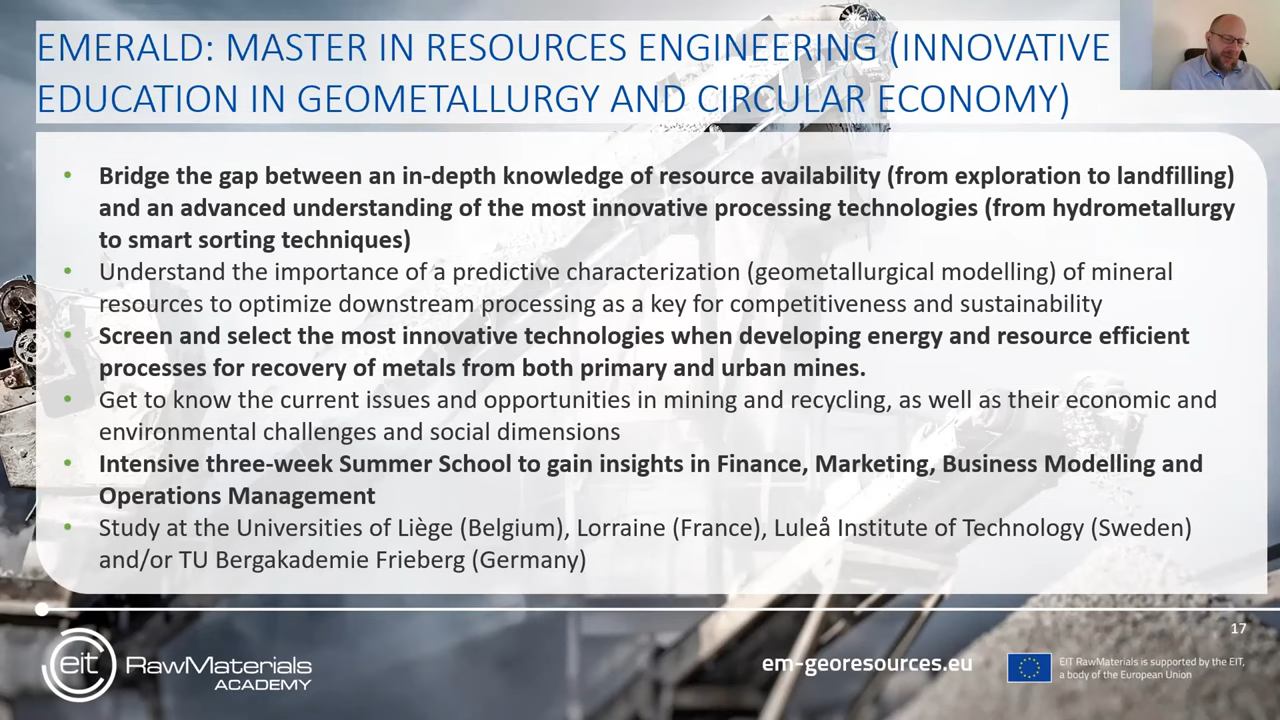 EMERALD: MASTER IN RESOURCES ENGINEERING (INNOVATIVE
EDUCATION IN GEOMETALLURGY AND CIRCULAR ECONOMY)
• Bridge the gap between an in-depth knowledge of resource availability (from exploration to landfilling)
and an advanced understanding of the most innovative processing technologies (from hydrometallurgy
to smart sorting techniques)
• Understand the importance of a predictive characterization (geometallurgical modelling) of mineral
resources to optimize downstream processing as a key for competitiveness and sustainability
• Screen and select the most innovative technologies when developing energy and resource efficient
processes for recovery of metals from both primary and urban mines.
• Get to know the current issues and opportunities in mining and recycling, as well as their economic and
environmental challenges and social dimensions
• Intensive three-week Summer School to gain insights in Finance, Marketing, Business Modelling and
Operations Management
• Study at the Universities of Liège (Belgium), Lorraine (France), Luleå Institute of Technology (Sweden)
and/or TU Bergakademie Frieberg (Germany)
17
eit RawMaterials
ACADEMY
em-georesources.eu
EIT RawMaterials is supported by the EIT,
a body of the European Union